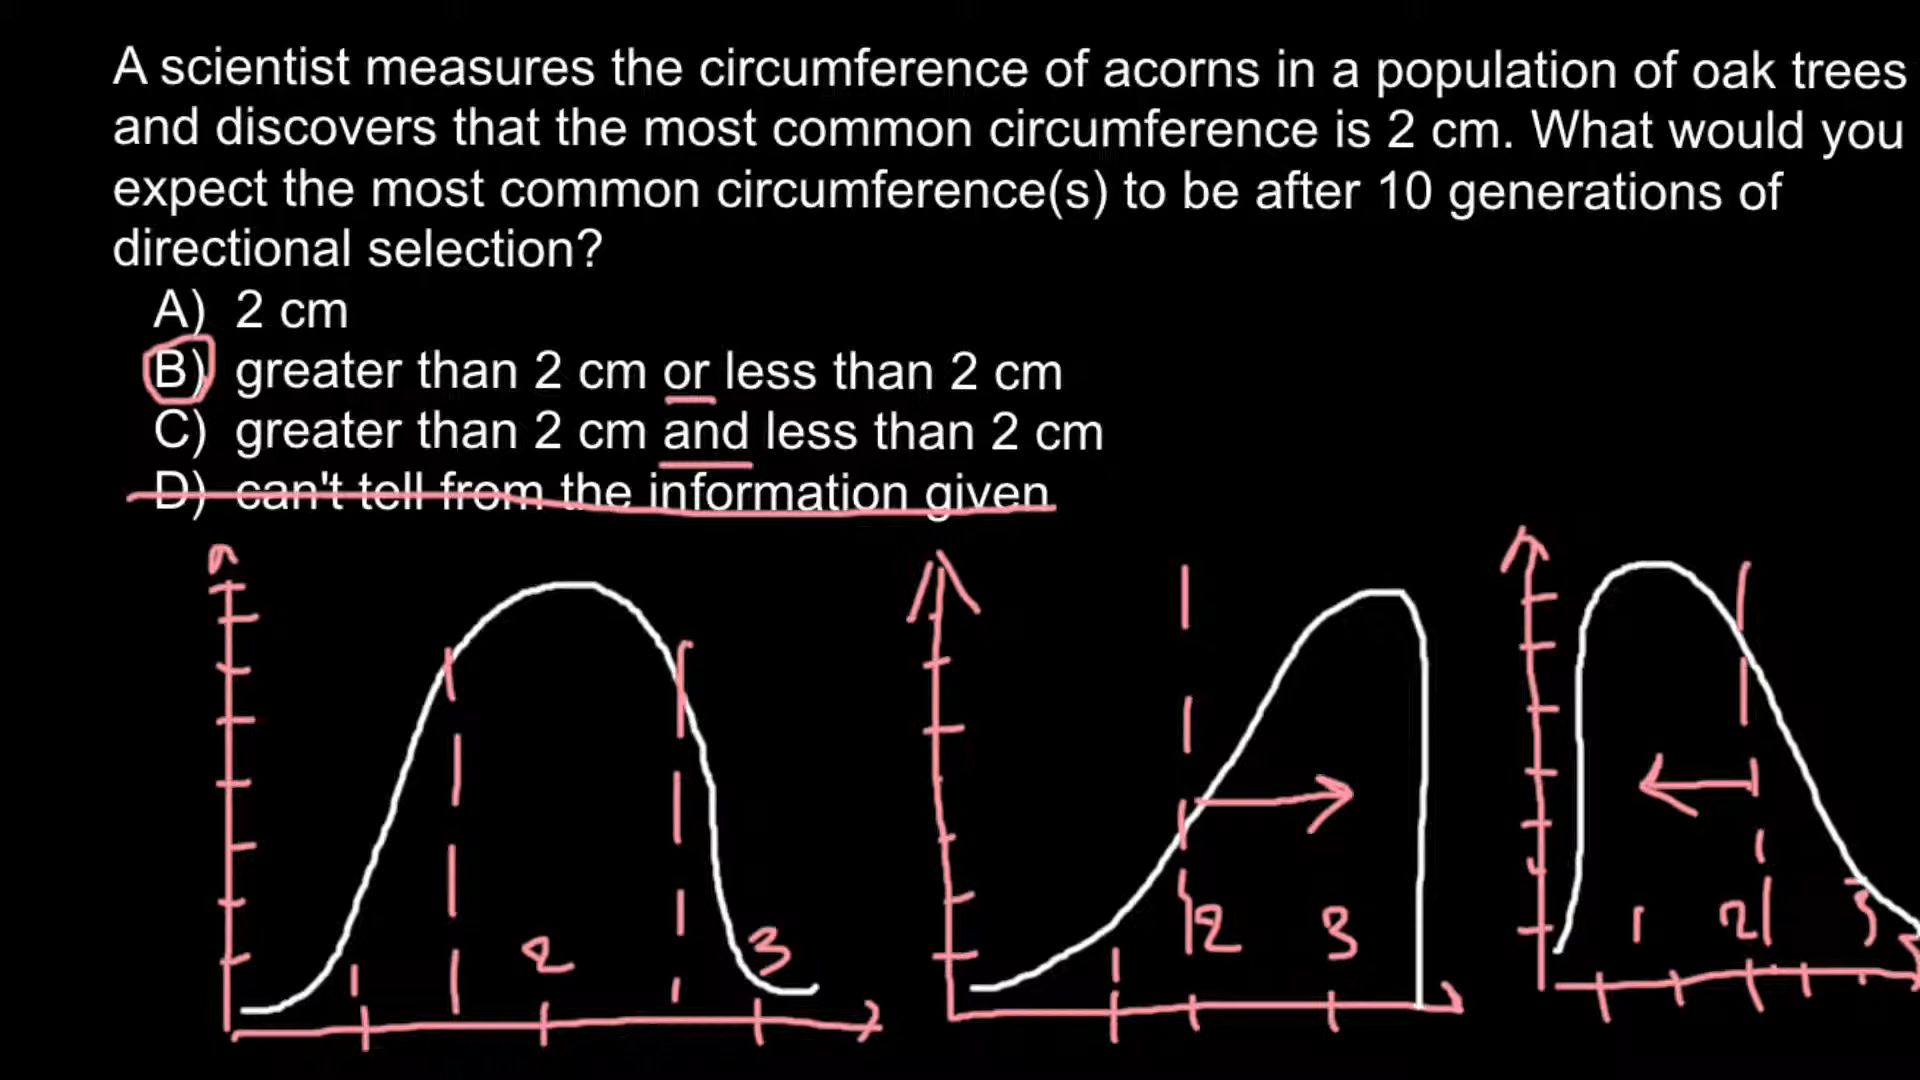 A scientist measures the circumference of acorns in a population of oak trees
and discovers that the most common circumference is 2 cm. What would you
expect the most common circumference(s) to be after 10 generations of
directional selection?
A) 2 cm
B) greater than 2 cm or less than 2 cm
C) greater than 2 cm and less than 2 cm
D) can't tell from the information given
1 2 3
1 2 3
1 2 3